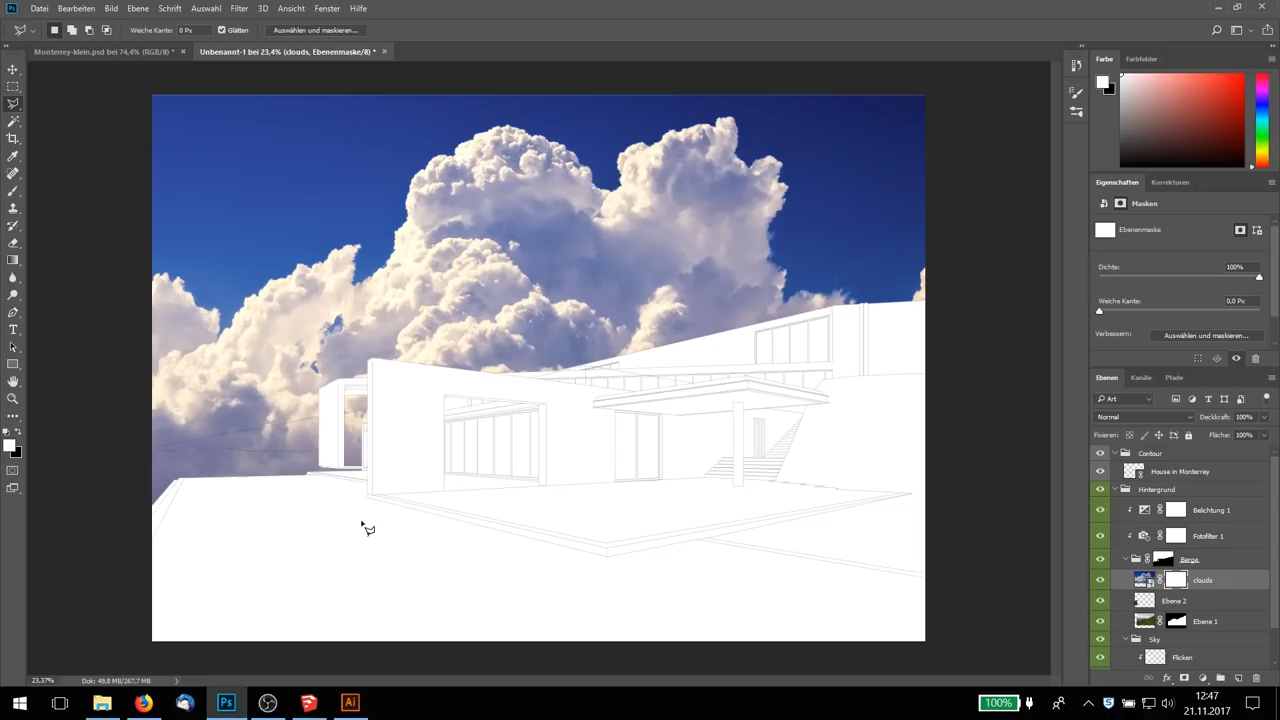 Ps Datei Bearbeiten Bild Ebene Schrift Auswahl Filter 3D Ansicht Fenster Hilfe
Weiche Kante: 0 Px Glätten Auswählen und maskieren...
Monterrey-klein.psd bei 74,4% (RGB/8) * × Unbenannt-1 bei 23,4% (clouds, Ebenenmaske/8) * ×
Farbe Farbfelder
Eigenschaften Korrekturen
Masken
Ebenenmaske
Dichte: 100%
Weiche Kante: 0,0 Px
Verbessern: Auswählen und maskieren...
Ebenen Kanäle Pfade
Art
Normal Deckkraft: 100%
Fixieren: Fläche: 100%
Contour
House in Monterrey
Hintergrund
Belichtung 1
Fotofilter 1
Berge
clouds
Ebene 2
Ebene 1
Sky
Flicken
23,37% Dok: 49,8 MB/267,7 MB
Ps Ai 100% 12:47
21.11.2017